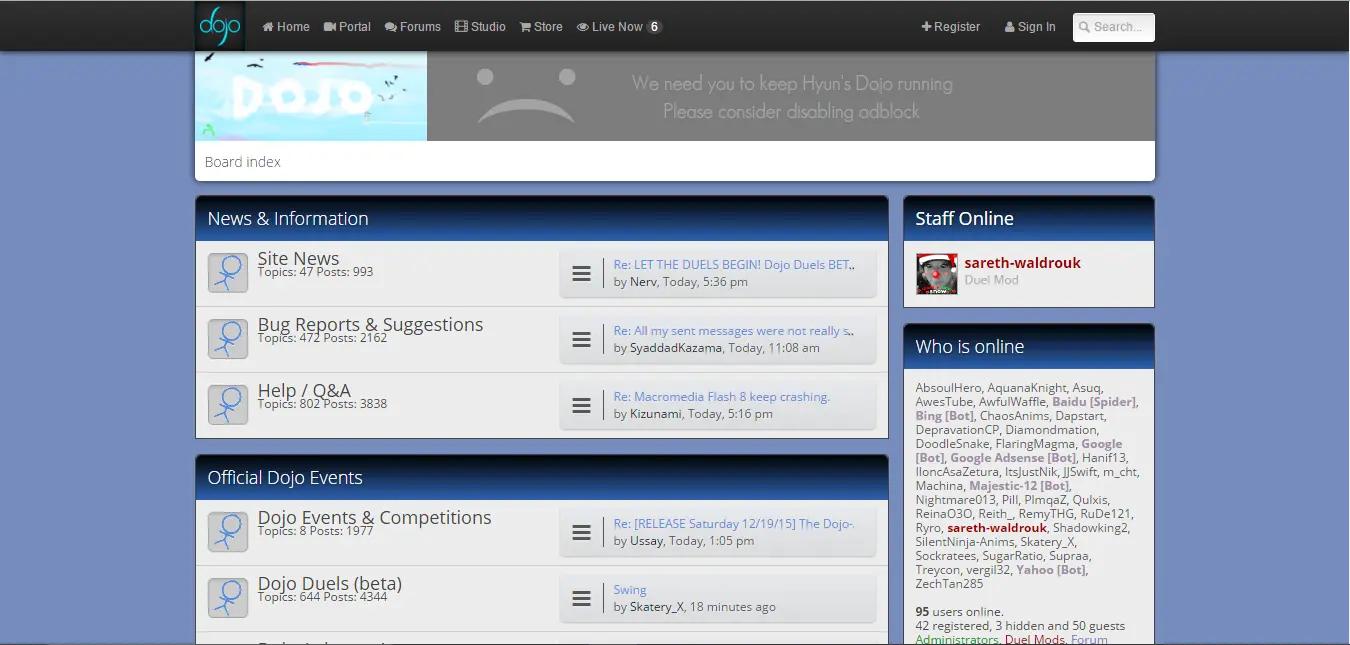 dojo Home Portal Forums Studio Store Live Now 6 Register Sign In Search...
DOJO
We need you to keep Hyun's Dojo running
Please consider disabling adblock
Board index
News & Information
Site News
Topics: 47 Posts: 993
Re: LET THE DUELS BEGIN! Dojo Duels BET..
by Nerv, Today, 5:36 pm
Bug Reports & Suggestions
Topics: 472 Posts: 2162
Re: All my sent messages were not really s..
by SyaddadKazama, Today, 11:08 am
Help / Q&A
Topics: 802 Posts: 3838
Re: Macromedia Flash 8 keep crashing.
by Kizunami, Today, 5:16 pm
Official Dojo Events
Dojo Events & Competitions
Topics: 8 Posts: 1977
Re: [RELEASE Saturday 12/19/15] The Dojo-.
by Ussay, Today, 1:05 pm
Dojo Duels (beta)
Topics: 644 Posts: 4344
Swing
by Skatery_X, 18 minutes ago
Staff Online
sareth-waldrouk
Duel Mod
Who is online
AbsoulHero, AquanaKnight, Asuq,
AwesTube, AwfulWaffle, Baidu [Spider],
Bing [Bot], ChaosAnims, Dapstart,
DepravationCP, Diamondmation,
DoodleSnake, FlaringMagma, Google
[Bot], Google Adsense [Bot], Hanif13,
IloncAsaZetura, ItsJustNik, JJSwift, m_cht,
Machina, Majestic-12 [Bot],
Nightmare013, Pill, PlmqaZ, Qulxis,
ReinaO3O, Reith_, RemyTHG, RuDe121,
Ryro, sareth-waldrouk, Shadowking2,
SilentNinja-Anims, Skatery_X,
Sockratees, SugarRatio, Supraa,
Treycon, vergil32, Yahoo [Bot],
ZechTan285
95 users online.
42 registered, 3 hidden and 50 guests
Administrators, Duel Mods, Forum